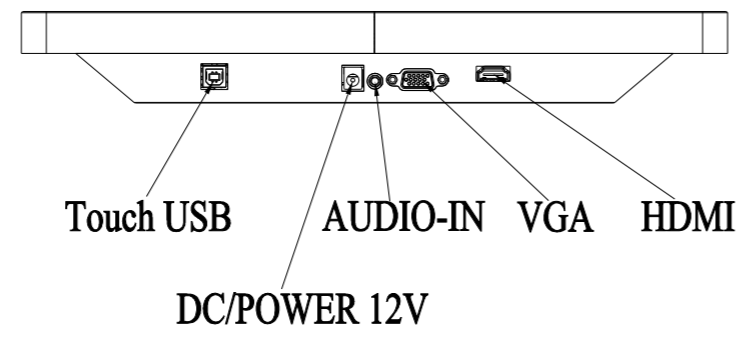 Touch USB
AUDIO-IN
VGA
HDMI
DC/POWER 12V